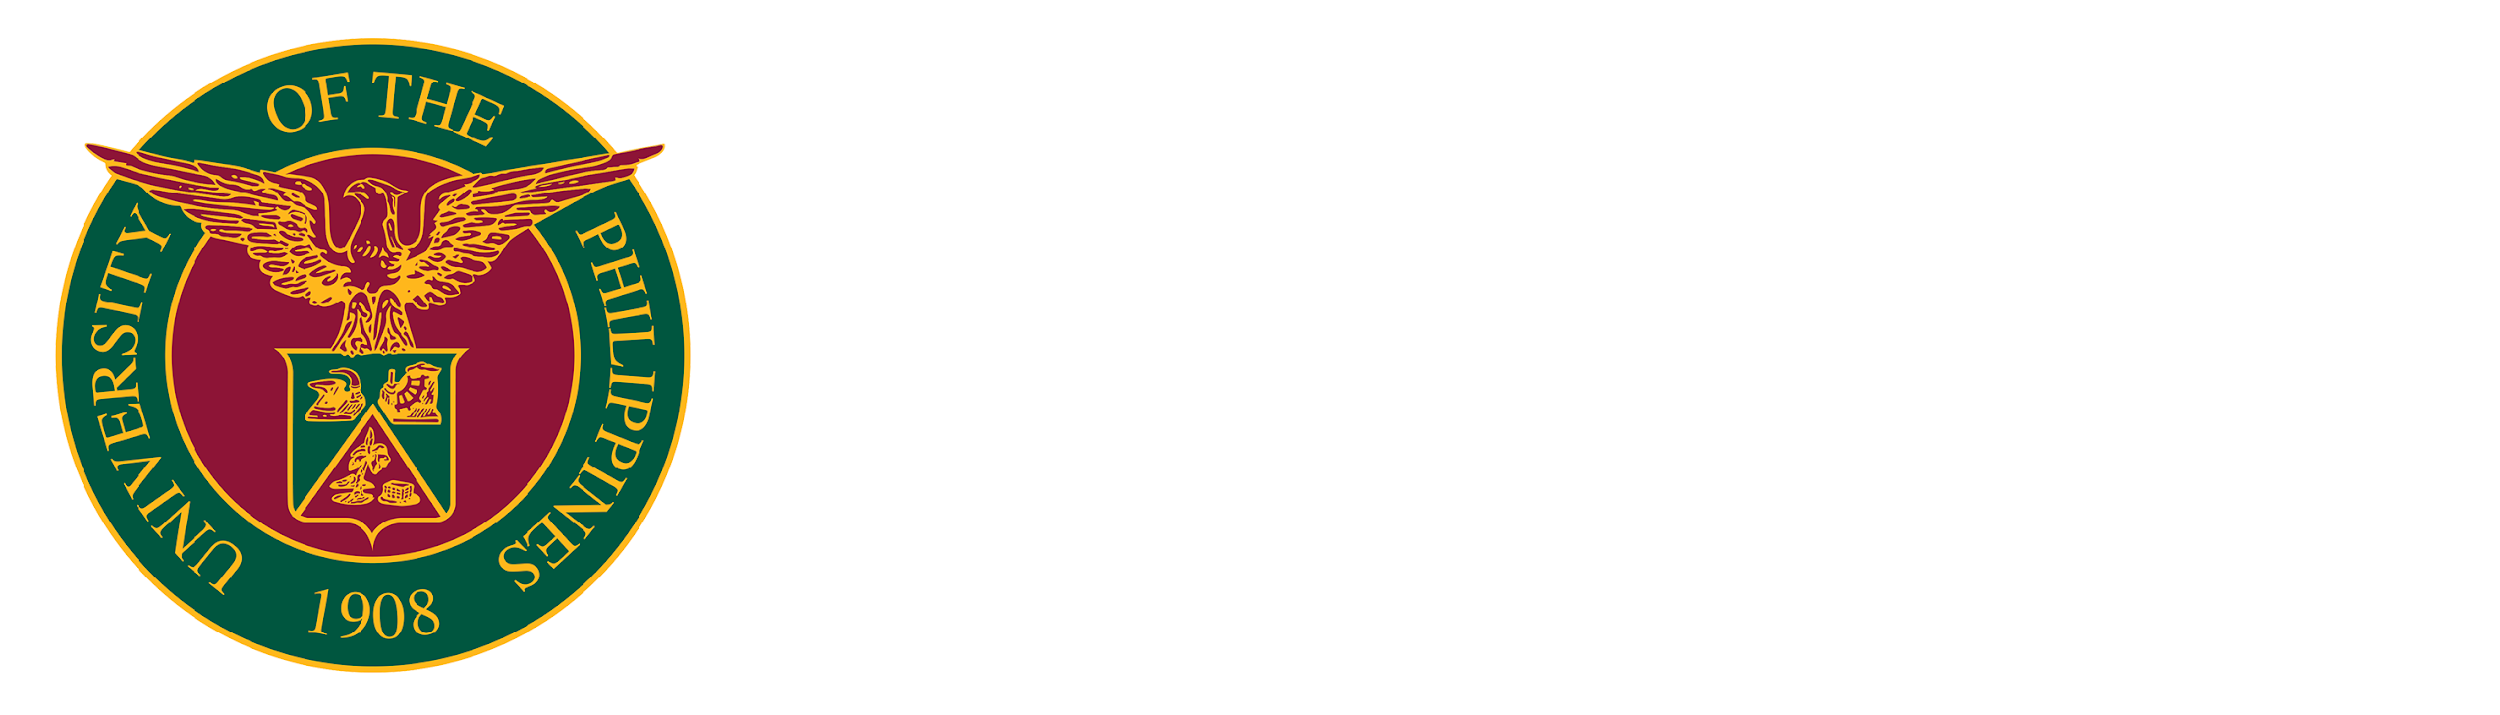 UNIVERSITY OF THE PHILIPPINES
1908